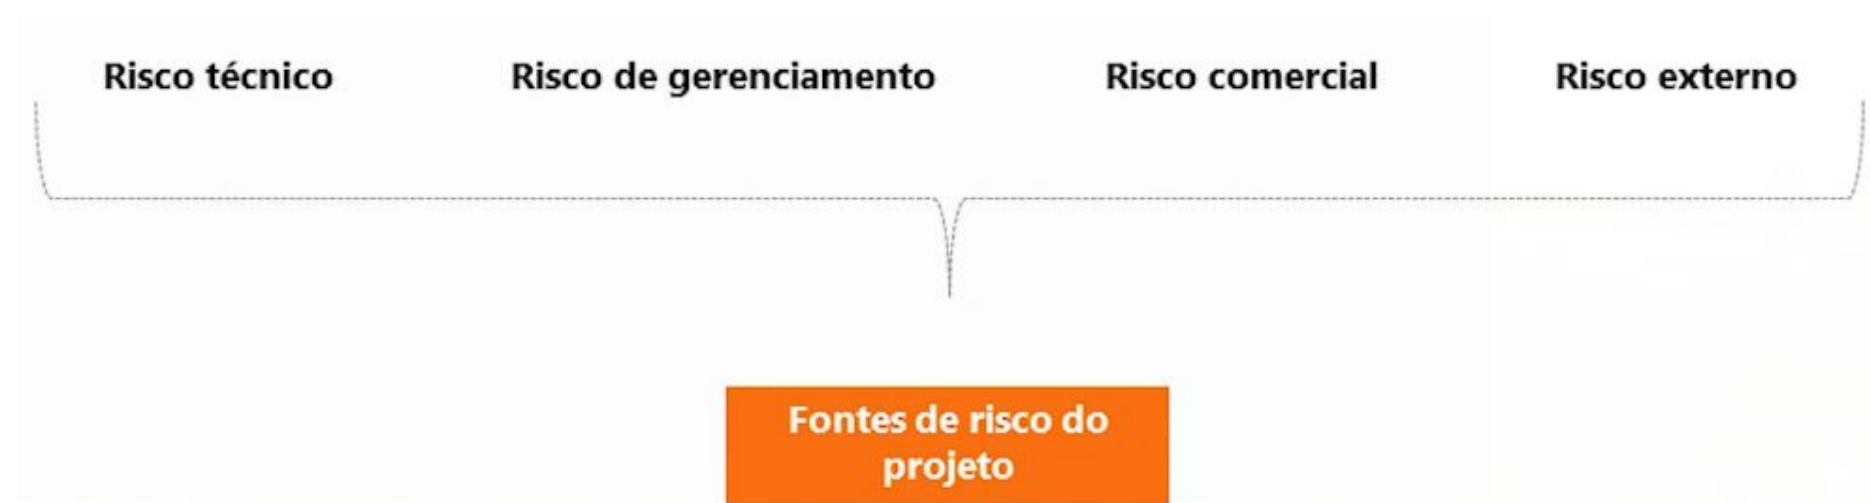 Risco técnico Risco de gerenciamento Risco comercial Risco externo
Fontes de risco do
projeto